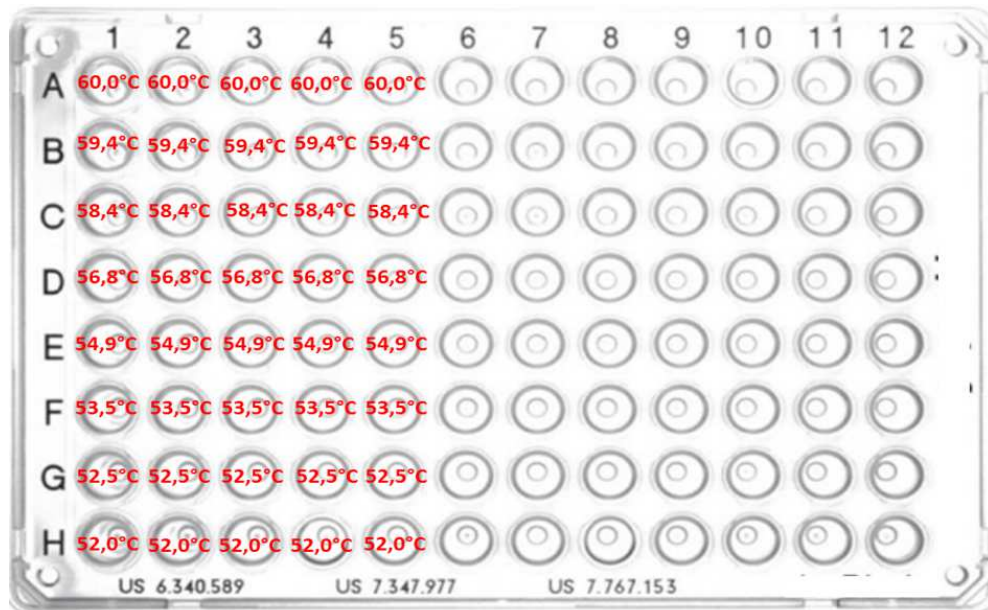 1 2 3 4 5 6 7 8 9 10 11 12
A 60,0°C 60,0°C 60,0°C 60,0°C 60,0°C
B 59,4°C 59,4°C 59,4°C 59,4°C 59,4°C
C 58,4°C 58,4°C 58,4°C 58,4°C 58,4°C
D 56,8°C 56,8°C 56,8°C 56,8°C 56,8°C
E 54,9°C 54,9°C 54,9°C 54,9°C 54,9°C
F 53,5°C 53,5°C 53,5°C 53,5°C 53,5°C
G 52,5°C 52,5°C 52,5°C 52,5°C 52,5°C
H 52,0°C 52,0°C 52,0°C 52,0°C 52,0°C
US 6.340.589 US 7.347.977 US 7.767.153